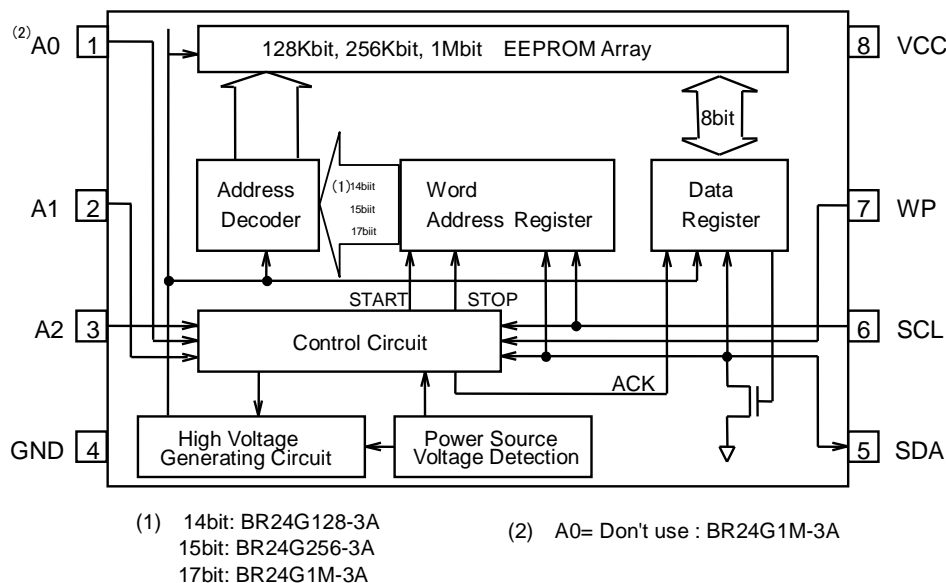 (2) A0 1
128Kbit, 256Kbit, 1Mbit EEPROM Array
8 VCC
8bit
Address
Decoder
(1) 14biit
15biit
17biit
Word
Address Register
Data
Register
A1 2
7 WP
START
STOP
A2 3
Control Circuit
6 SCL
ACK
GND 4
High Voltage
Generating Circuit
Power Source
Voltage Detection
5 SDA
(1) 14bit: BR24G128-3A
15bit: BR24G256-3A
17bit: BR24G1M-3A
(2) A0= Don't use : BR24G1M-3A